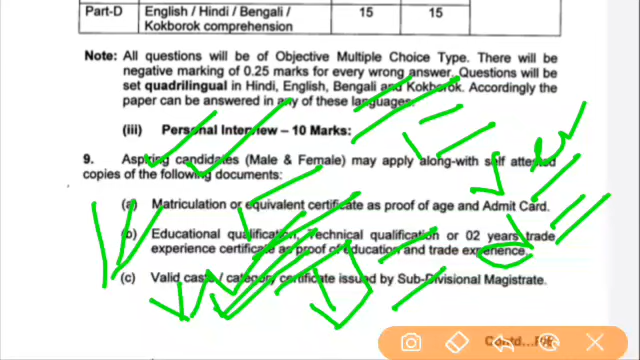 Part-D English / Hindi / Bengali / 15 15
Kokborok comprehension
Note: All questions will be of Objective Multiple Choice Type. There will be
negative marking of 0.25 marks for every wrong answer. Questions will be
set quadrilingual in Hindi, English, Bengali and Kokborok. Accordingly the
paper can be answered in any of these languages.
(iii) Personal Interview – 10 Marks:
9. Aspiring candidates (Male & Female) may apply along-with self attested
copies of the following documents:
(a) Matriculation or equivalent certificate as proof of age and Admit Card.
(b) Educational qualification, Technical qualification or 02 years trade
experience certificate as proof of education and trade experience.
(c) Valid caste / category certificate issued by Sub-Divisional Magistrate.